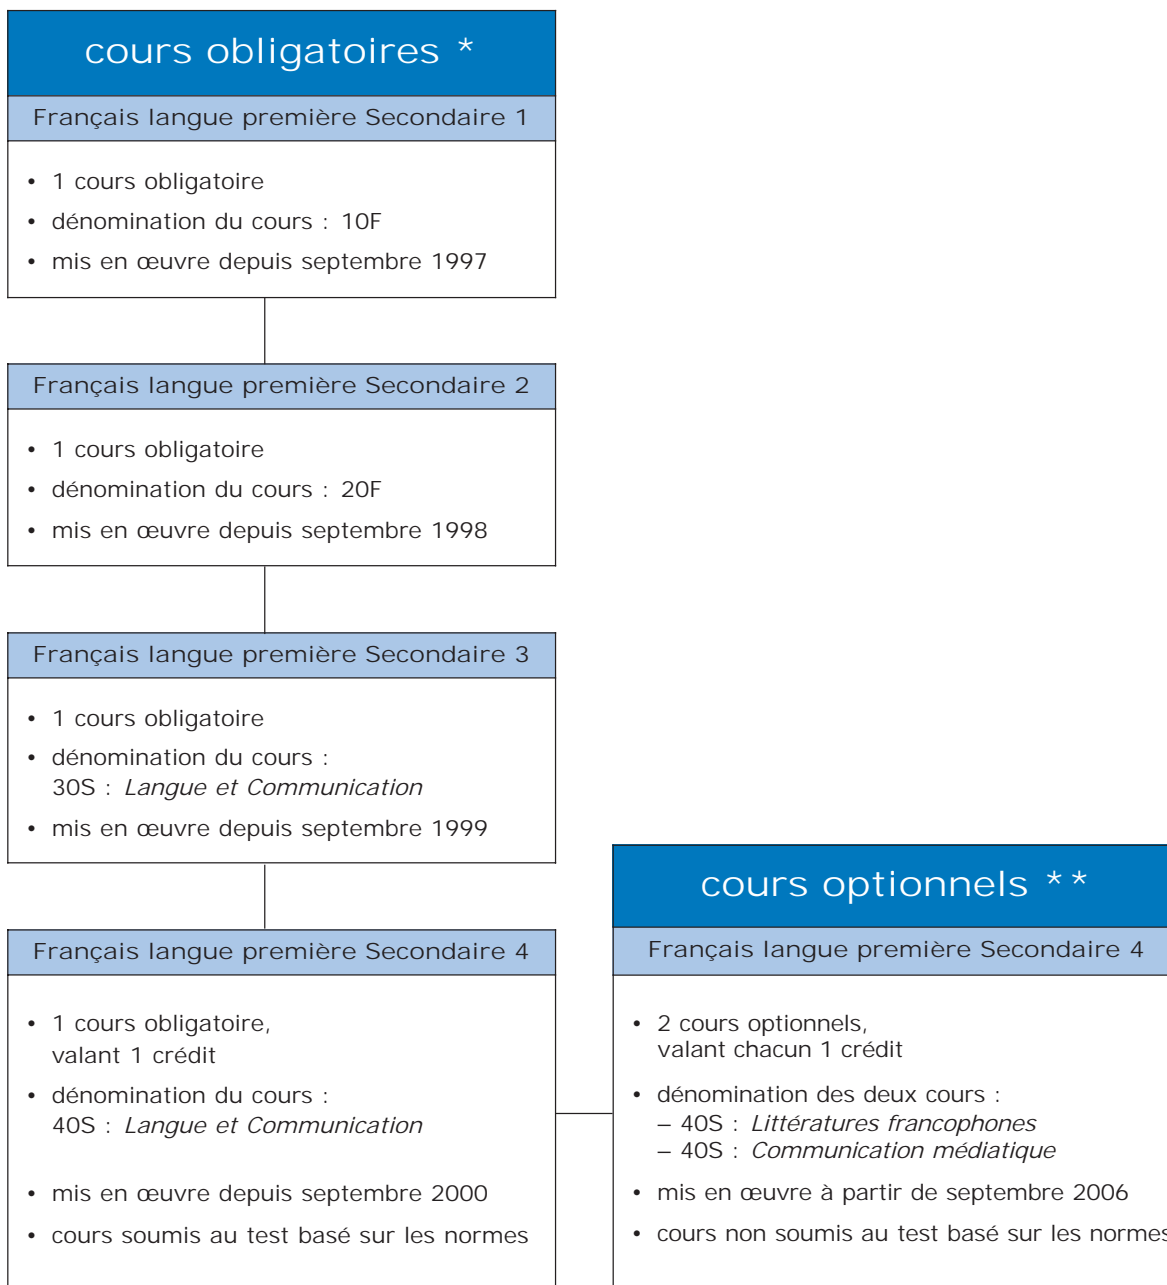 cours obligatoires *
Français langue première Secondaire 1
• 1 cours obligatoire
• dénomination du cours : 10F
• mis en œuvre depuis septembre 1997
Français langue première Secondaire 2
• 1 cours obligatoire
• dénomination du cours : 20F
• mis en œuvre depuis septembre 1998
Français langue première Secondaire 3
• 1 cours obligatoire
• dénomination du cours :
30S : Langue et Communication
• mis en œuvre depuis septembre 1999
Français langue première Secondaire 4
• 1 cours obligatoire,
valant 1 crédit
• dénomination du cours :
40S : Langue et Communication
• mis en œuvre depuis septembre 2000
• cours soumis au test basé sur les normes
cours optionnels **
Français langue première Secondaire 4
• 2 cours optionnels,
valant chacun 1 crédit
• dénomination des deux cours :
– 40S : Littératures francophones
– 40S : Communication médiatique
• mis en œuvre à partir de septembre 2006
• cours non soumis au test basé sur les normes